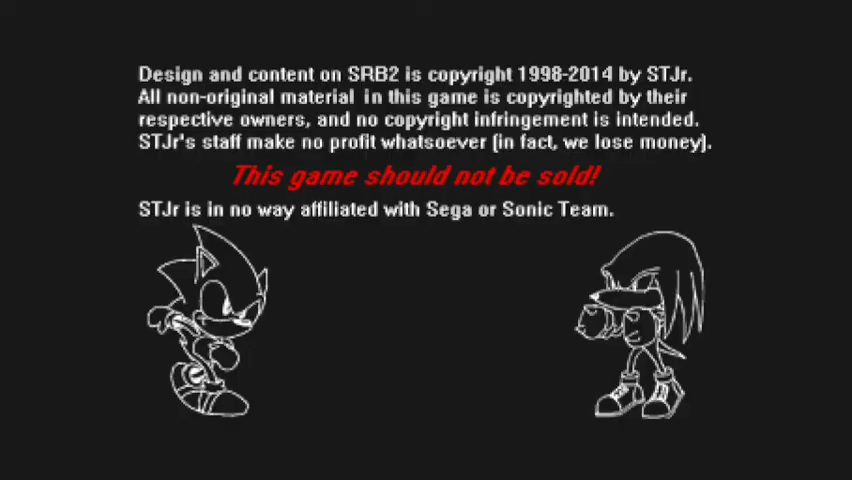 Design and content on SRB2 is copyright 1998-2014 by STJr.
All non-original material in this game is copyrighted by their
respective owners, and no copyright infringement is intended.
STJr's staff make no profit whatsoever (in fact, we lose money).
This game should not be sold!
STJr is in no way affiliated with Sega or Sonic Team.